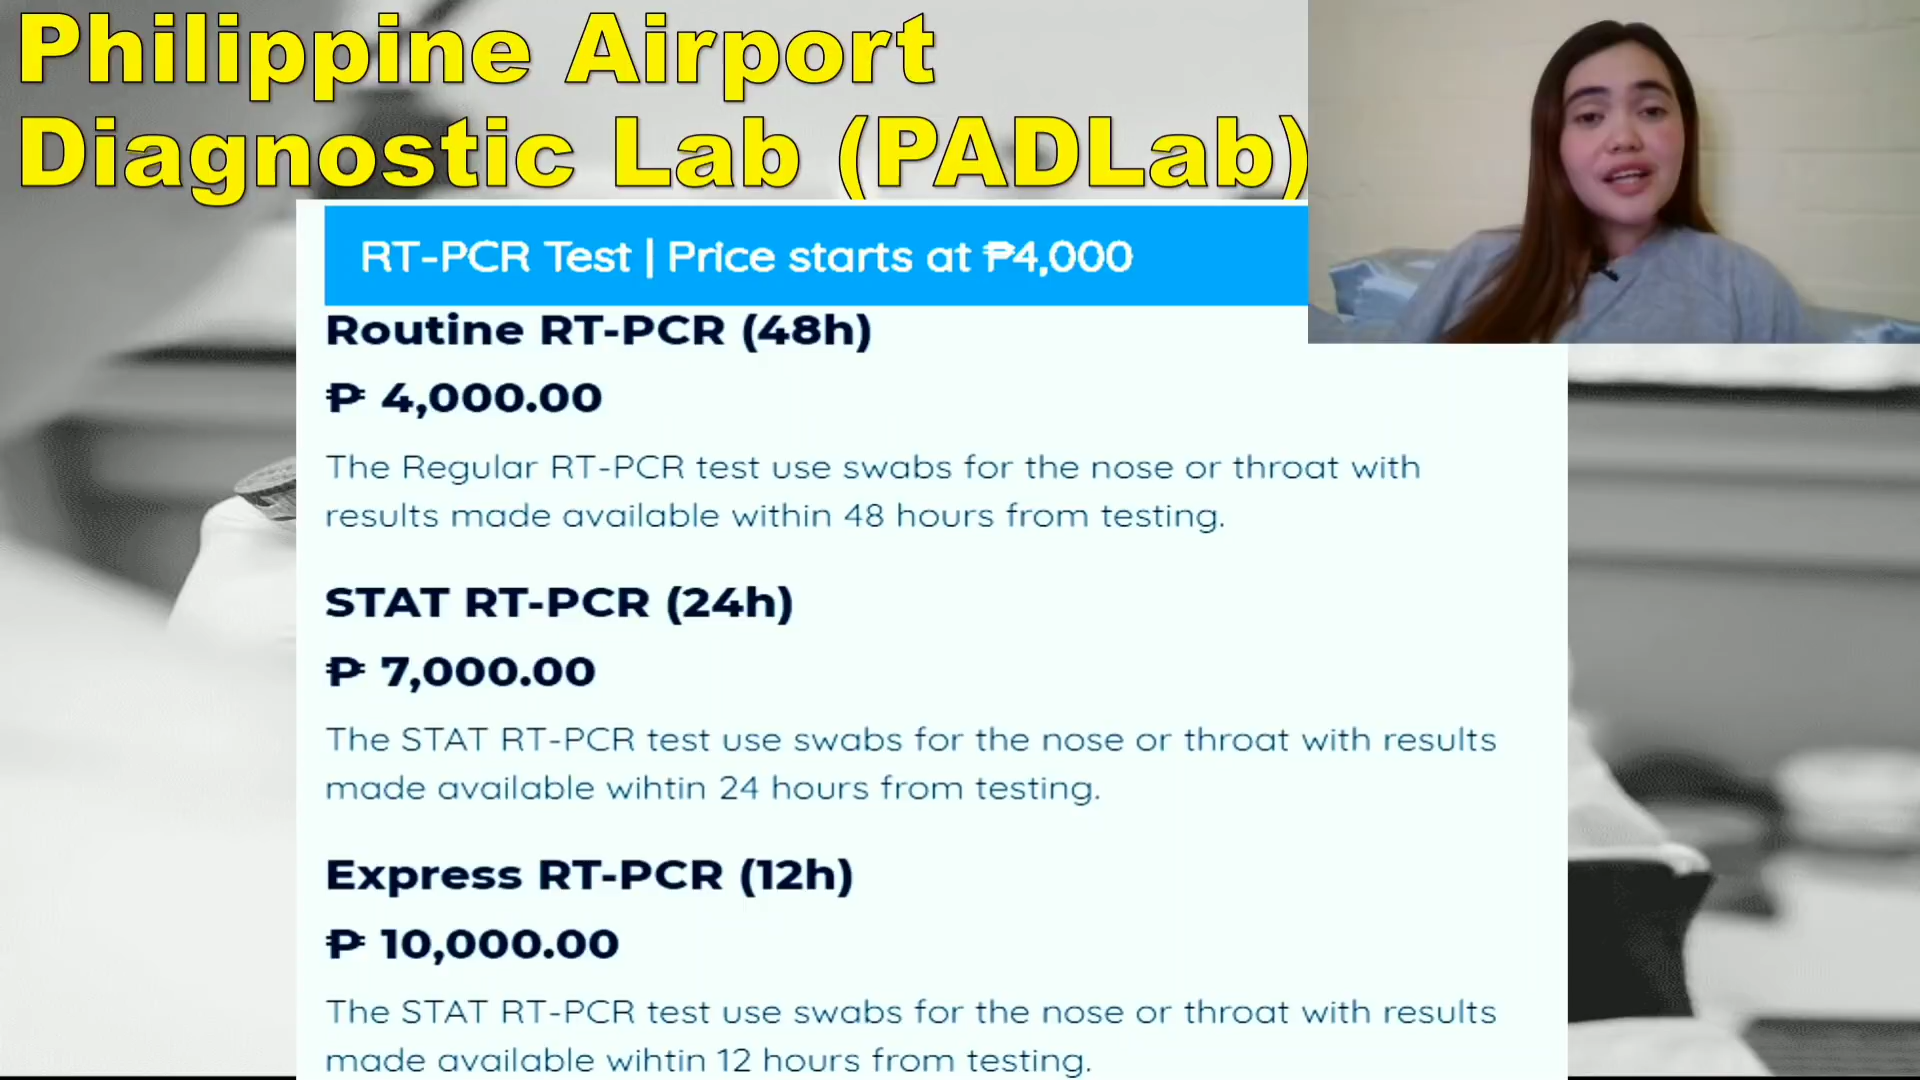 Philippine Airport
Diagnostic Lab (PADLab)
RT-PCR Test | Price starts at ₱4,000
Routine RT-PCR (48h)
₱ 4,000.00
The Regular RT-PCR test use swabs for the nose or throat with
results made available within 48 hours from testing.
STAT RT-PCR (24h)
₱ 7,000.00
The STAT RT-PCR test use swabs for the nose or throat with results
made available wihtin 24 hours from testing.
Express RT-PCR (12h)
₱ 10,000.00
The STAT RT-PCR test use swabs for the nose or throat with results
made available wihtin 12 hours from testing.